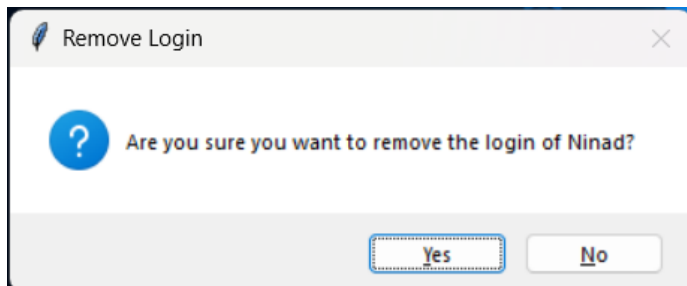 Remove Login
Are you sure you want to remove the login of Ninad?
Yes
No